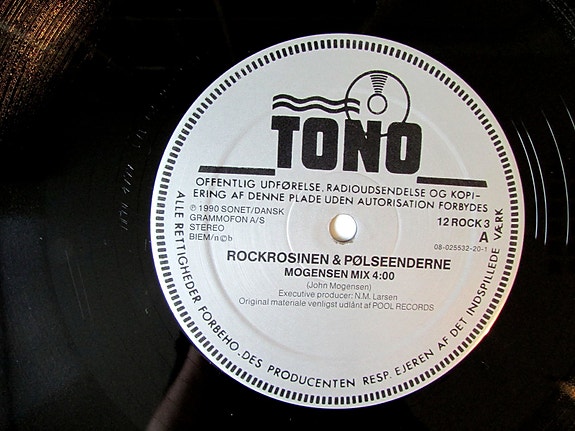 TONO
OFFENTLIG UDFØRELSE, RADIOUDSENDELSE OG KOPI-
ERING AF DENNE PLADE UDEN AUTORISATION FORBYDES
℗ 1990 SONET/DANSK
GRAMMOFON A/S
STEREO
BIEM/n©b
12 ROCK 3
A
08-025532-20-1
ROCKROSINEN & PØLSEENDERNE
MOGENSEN MIX 4:00
(John Mogensen)
Executive producer: N.M. Larsen
Original materiale venligst udlånt af POOL RECORDS
ALLE RETTIGHEDER FORBEHO.DES PRODUCENTEN RESP. EJEREN AF DET INDSPILLEDE VÆRK